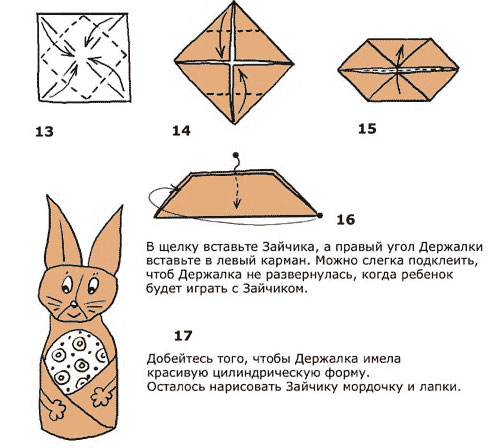 13
14
15
16
В щелку вставьте Зайчика, а правый угол Держалки
вставьте в левый карман. Можно слегка подклеить,
чтоб Держалка не развернулась, когда ребенок
будет играть с Зайчиком.
17
Добейтесь того, чтобы Держалка имела
красивую цилиндрическую форму.
Осталось нарисовать Зайчику мордочку и лапки.